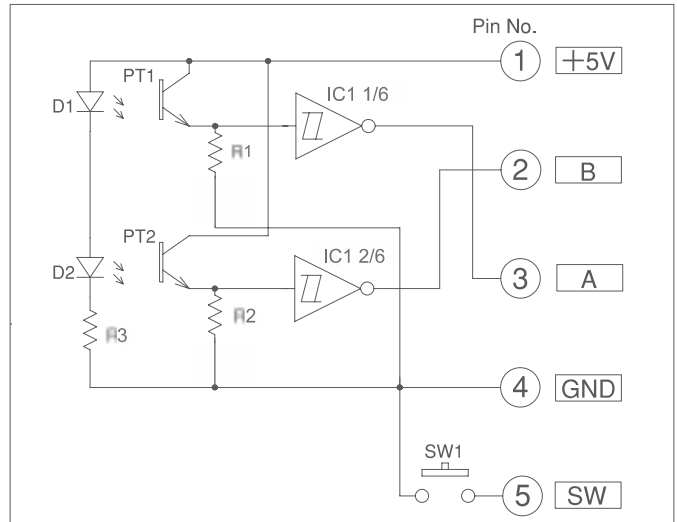 Pin No.
1 +5V
PT1
D1
IC1 1/6
R1
2 B
PT2
IC1 2/6
D2
3 A
R2
R3
4 GND
SW1
5 SW